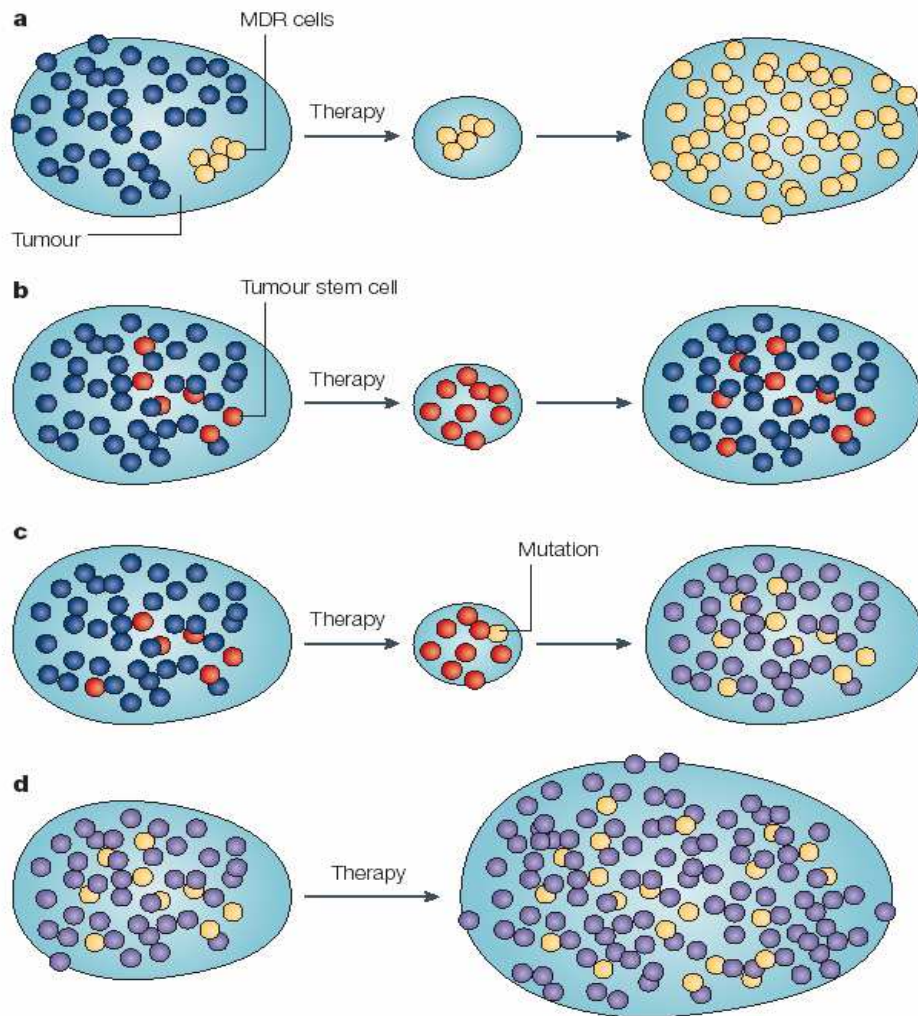 a
MDR cells
Therapy
Tumour
b
Tumour stem cell
Therapy
c
Mutation
Therapy
d
Therapy